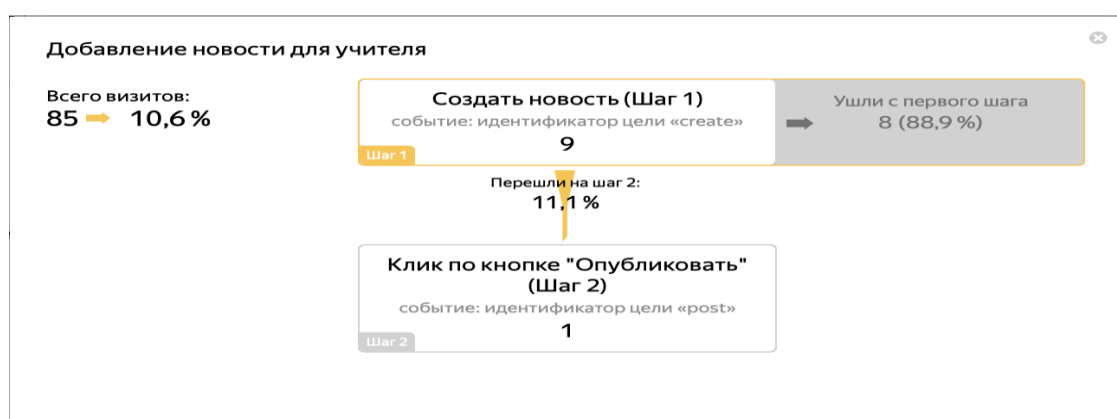 Добавление новости для учителя
Всего визитов:
85 10,6 %
Создать новость (Шаг 1)
событие: идентификатор цели «create»
9
Шаг 1
Ушли с первого шага
8 (88,9 %)
Перешли на шаг 2:
11,1 %
Клик по кнопке "Опубликовать"
(Шаг 2)
событие: идентификатор цели «post»
1
Шаг 2